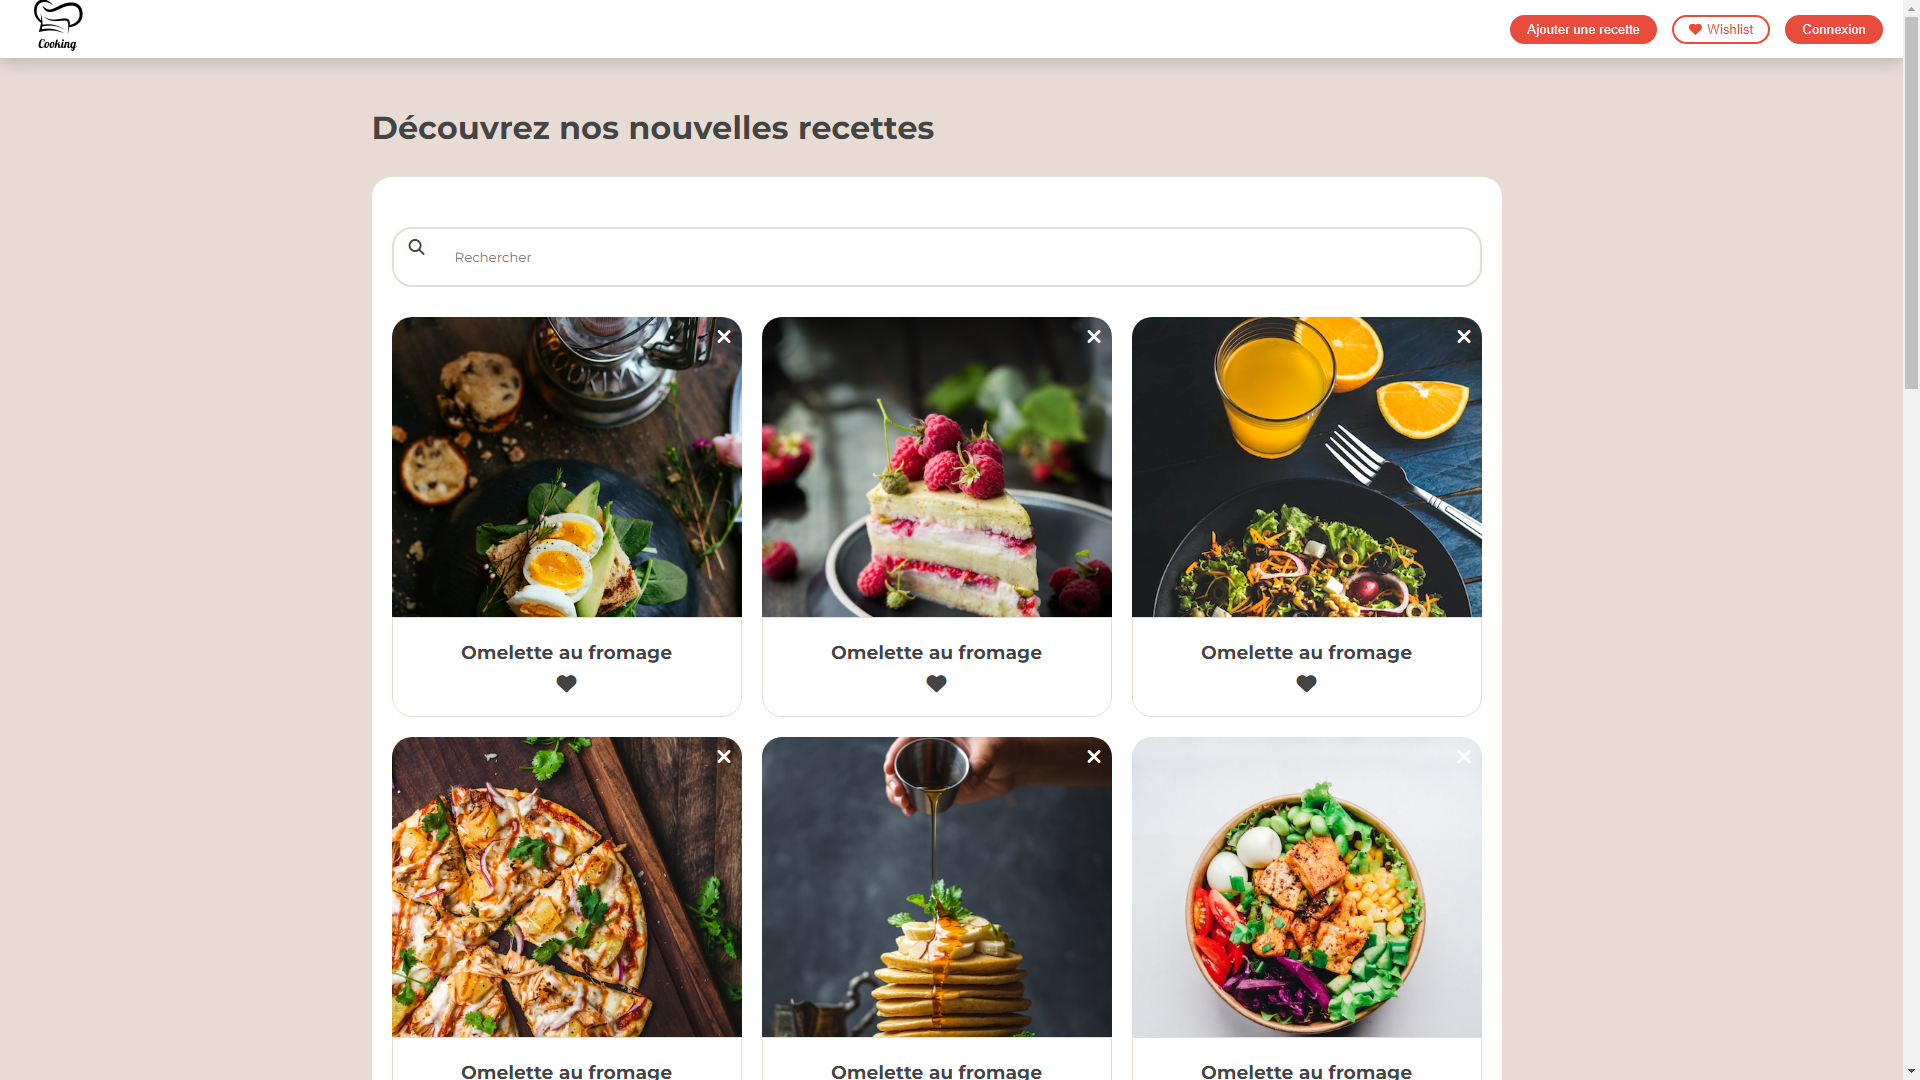 Cooking
Ajouter une recette
Wishlist
Connexion
Découvrez nos nouvelles recettes
Rechercher
Omelette au fromage
Omelette au fromage
Omelette au fromage
Omelette au fromage
Omelette au fromage
Omelette au fromage